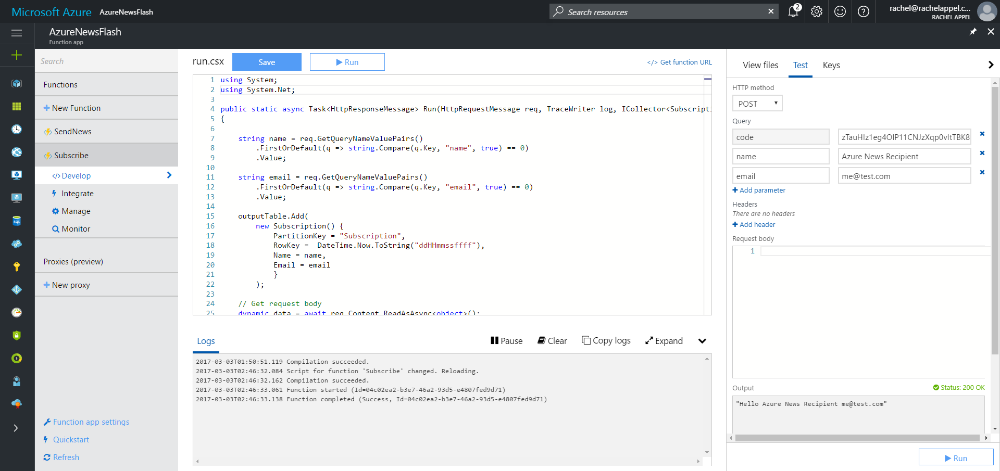 Microsoft Azure AzureNewsFlash
Search resources
2
rachel@rachelappel.c...
RACHEL APPEL
AzureNewsFlash
Function app
Search
Functions
New Function
SendNews
Subscribe
</> Develop
Integrate
Manage
Monitor
Proxies (preview)
New proxy
Function app settings
Quickstart
Refresh
run.csx
Save
Run
</> Get function URL
1 using System;
2 using System.Net;
3
4 public static async Task<HttpResponseMessage> Run(HttpRequestMessage req, TraceWriter log, ICollector<Subscripti
5 {
6
7 string name = req.GetQueryNameValuePairs()
8 .FirstOrDefault(q => string.Compare(q.Key, "name", true) == 0)
9 .Value;
10
11 string email = req.GetQueryNameValuePairs()
12 .FirstOrDefault(q => string.Compare(q.Key, "email", true) == 0)
13 .Value;
14
15 outputTable.Add(
16 new Subscription() {
17 PartitionKey = "Subscription",
18 RowKey =  DateTime.Now.ToString("ddHHmmssffff"),
19 Name = name,
20 Email = email
21 }
22 );
23
24 // Get request body
25 dynamic data = await req.Content.ReadAsAsync<object>();
Logs
Pause
Clear
Copy logs
Expand
2017-03-03T01:50:51.119 Compilation succeeded.
2017-03-03T02:46:32.084 Script for function 'Subscribe' changed. Reloading.
2017-03-03T02:46:32.162 Compilation succeeded.
2017-03-03T02:46:33.061 Function started (Id=04c02ea2-b3e7-46a2-93d5-e4807fed9d71)
2017-03-03T02:46:33.138 Function completed (Success, Id=04c02ea2-b3e7-46a2-93d5-e4807fed9d71)
View files Test Keys
HTTP method
POST
Query
code zTauHIz1eg4OIP11CNJzXqp0vltTBK8
name Azure News Recipient
email me@test.com
Add parameter
Headers
There are no headers
Add header
Request body
1
Output
Status: 200 OK
"Hello Azure News Recipient me@test.com"
Run
SQL